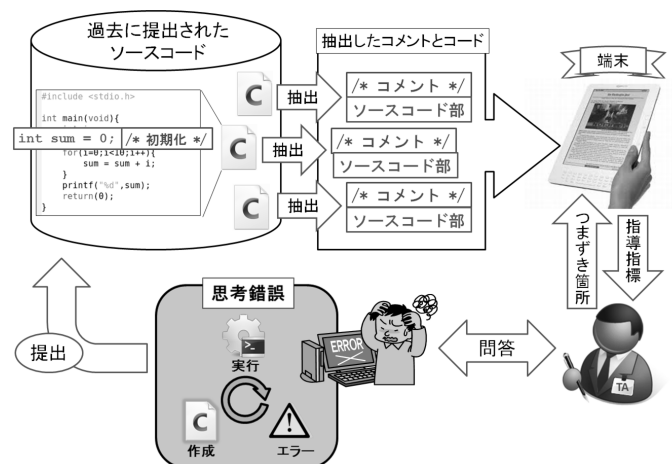 過去に提出された
ソースコード
#include <stdio.h>
int main(void){
int sum = 0; /* 初期化 */
for(i=0;i<10;i++){
sum = sum + i;
}
printf("%d",sum);
return(0);
}
C
C
C
抽出
抽出
抽出
抽出したコメントとコード
/* コメント */
ソースコード部
/* コメント */
ソースコード部
/* コメント */
ソースコード部
端末
つまずき箇所
指導指標
思考錯誤
実行
C
作成
エラー
ERROR
提出
問答
TA